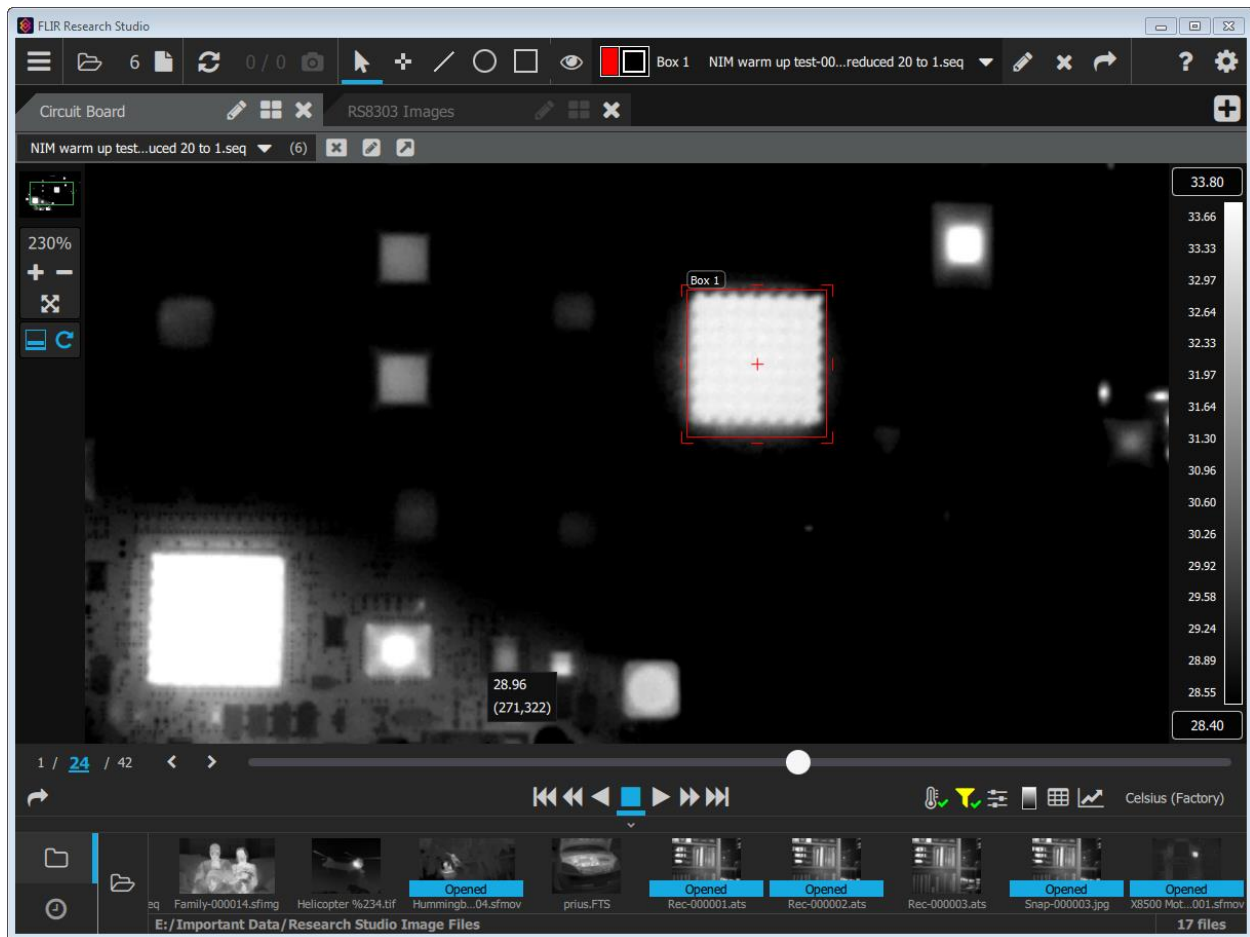 FLIR Research Studio
6
0 / 0
Box 1 NIM warm up test-00...reduced 20 to 1.seq
?
Circuit Board
RS8303 Images
NIM warm up test...uced 20 to 1.seq (6)
230%
Box 1
28.96
(271,322)
33.80
33.66
33.33
32.97
32.64
32.33
31.97
31.64
31.30
30.96
30.60
30.26
29.92
29.58
29.24
28.89
28.55
28.40
1 / 24 / 42
Celsius (Factory)
Opened
Opened
Opened
Opened
Opened
eq
Family-000014.sfimg
Helicopter %234.tif
Hummingb...04.sfmov
prius.FTS
Rec-000001.ats
Rec-000002.ats
Rec-000003.ats
Snap-000003.jpg
X8500 Mot...001.sfmov
E:/Important Data/Research Studio Image Files
17 files